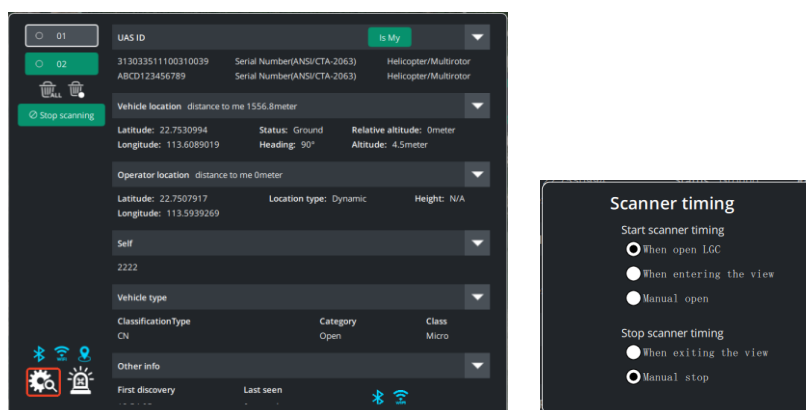 01
02
ALL
Stop scanning
UAS ID
Is My
313033511100310039 Serial Number(ANSI/CTA-2063) Helicopter/Multirotor
ABCD123456789 Serial Number(ANSI/CTA-2063) Helicopter/Multirotor
Vehicle location distance to me 1556.8meter
Latitude: 22.7530994 Status: Ground Relative altitude: 0meter
Longitude: 113.6089019 Heading: 90° Altitude: 4.5meter
Operator location distance to me 0meter
Latitude: 22.7507917 Location type: Dynamic Height: N/A
Longitude: 113.5939269
Self
2222
Vehicle type
ClassificationType Category Class
CN Open Micro
Other info
First discovery Last seen
Scanner timing
Start scanner timing
When open LGC
When entering the view
Manual open
Stop scanner timing
When exiting the view
Manual stop